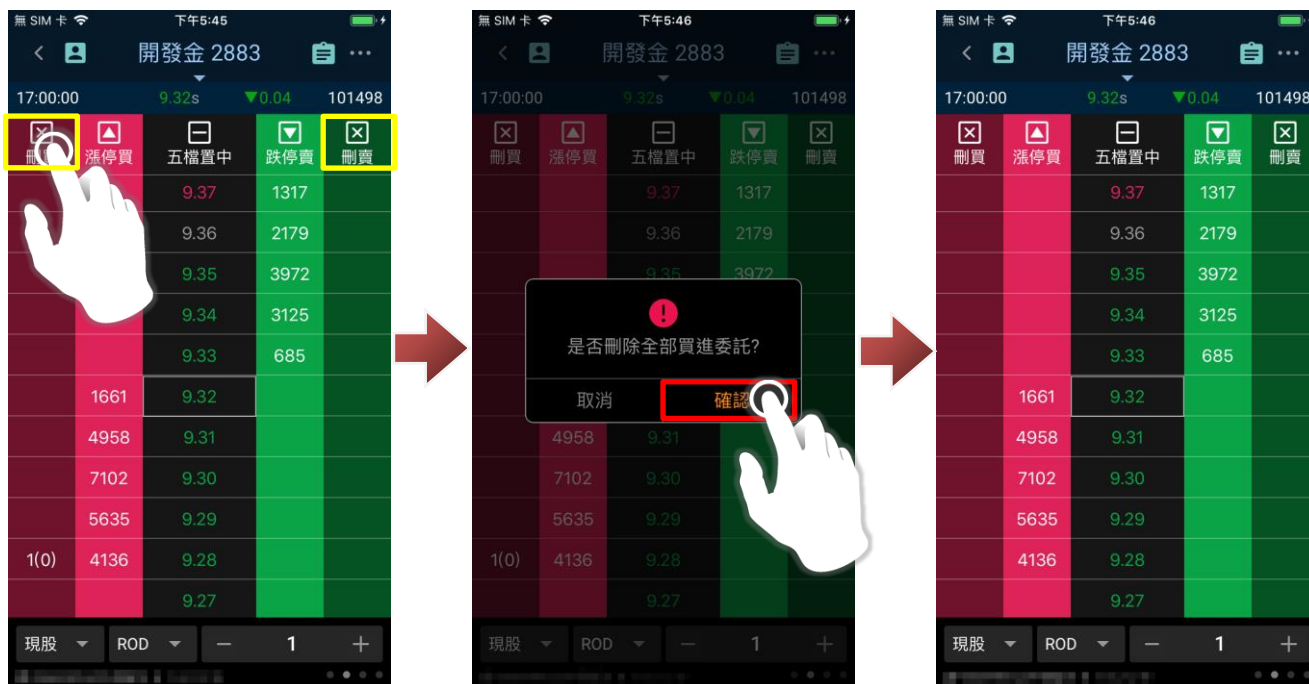 無 SIM 卡 下午5:45
開發金 2883
17:00:00 9.32s ▼0.04 101498
漲停買 五檔置中 跌停賣 刪賣
9.37 1317
9.36 2179
9.35 3972
9.34 3125
9.33 685
1661 9.32
4958 9.31
7102 9.30
5635 9.29
1(0) 4136 9.28
9.27
現股 ROD − 1 +
無 SIM 卡 下午5:46
開發金 2883
17:00:00 9.32s ▼0.04 101498
刪買 漲停買 五檔置中 跌停賣 刪賣
9.37 1317
9.36 2179
9.35 3972
是否刪除全部買進委託?
取消 確認
4958 9.31
7102 9.30
5635 9.29
1(0) 4136 9.28
9.27
現股 ROD − 1 +
無 SIM 卡 下午5:46
開發金 2883
17:00:00 9.32s ▼0.04 101498
刪買 漲停買 五檔置中 跌停賣 刪賣
9.37 1317
9.36 2179
9.35 3972
9.34 3125
9.33 685
1661 9.32
4958 9.31
7102 9.30
5635 9.29
4136 9.28
9.27
現股 ROD − 1 +